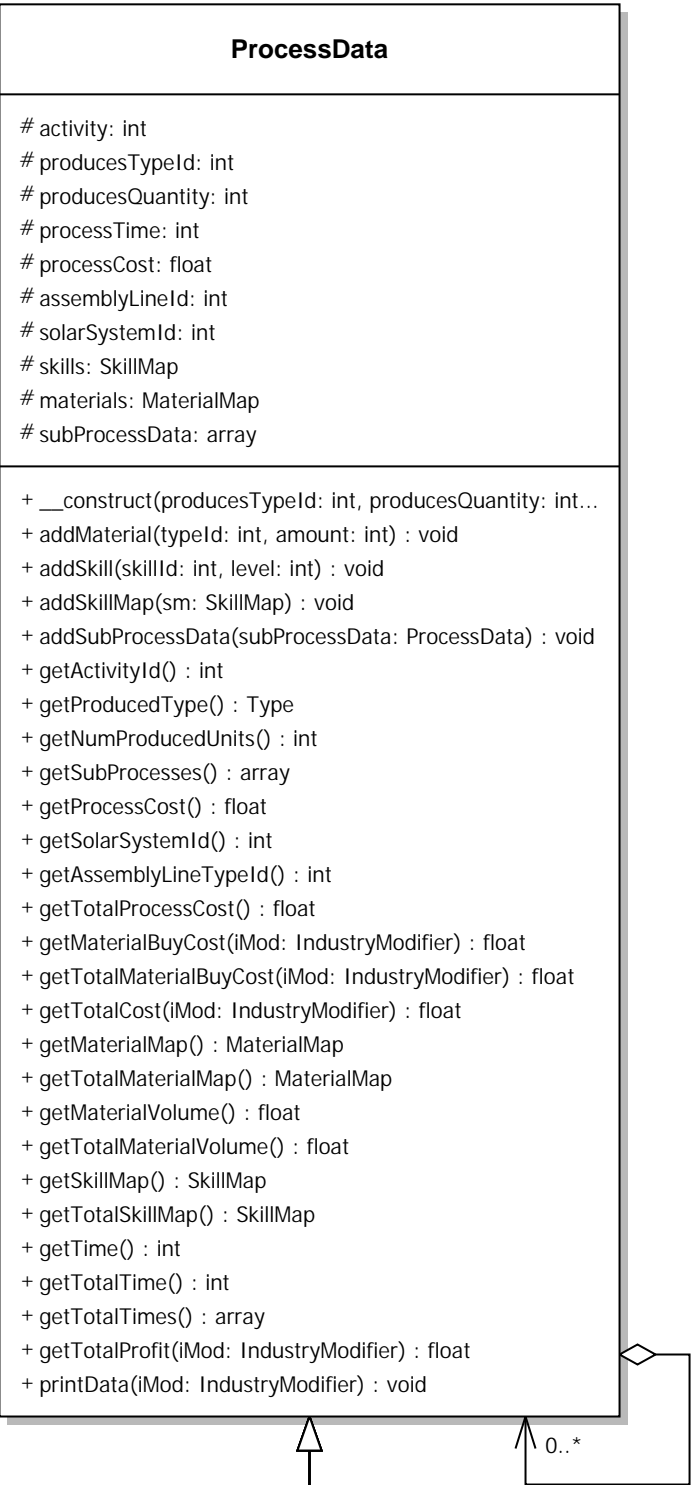 ProcessData
# activity: int
# producesTypeId: int
# producesQuantity: int
# processTime: int
# processCost: float
# assemblyLineId: int
# solarSystemId: int
# skills: SkillMap
# materials: MaterialMap
# subProcessData: array
+ __construct(producesTypeId: int, producesQuantity: int...
+ addMaterial(typeId: int, amount: int) : void
+ addSkill(skillId: int, level: int) : void
+ addSkillMap(sm: SkillMap) : void
+ addSubProcessData(subProcessData: ProcessData) : void
+ getActivityId() : int
+ getProducedType() : Type
+ getNumProducedUnits() : int
+ getSubProcesses() : array
+ getProcessCost() : float
+ getSolarSystemId() : int
+ getAssemblyLineTypeId() : int
+ getTotalProcessCost() : float
+ getMaterialBuyCost(iMod: IndustryModifier) : float
+ getTotalMaterialBuyCost(iMod: IndustryModifier) : float
+ getTotalCost(iMod: IndustryModifier) : float
+ getMaterialMap() : MaterialMap
+ getTotalMaterialMap() : MaterialMap
+ getMaterialVolume() : float
+ getTotalMaterialVolume() : float
+ getSkillMap() : SkillMap
+ getTotalSkillMap() : SkillMap
+ getTime() : int
+ getTotalTime() : int
+ getTotalTimes() : array
+ getTotalProfit(iMod: IndustryModifier) : float
+ printData(iMod: IndustryModifier) : void
0..*